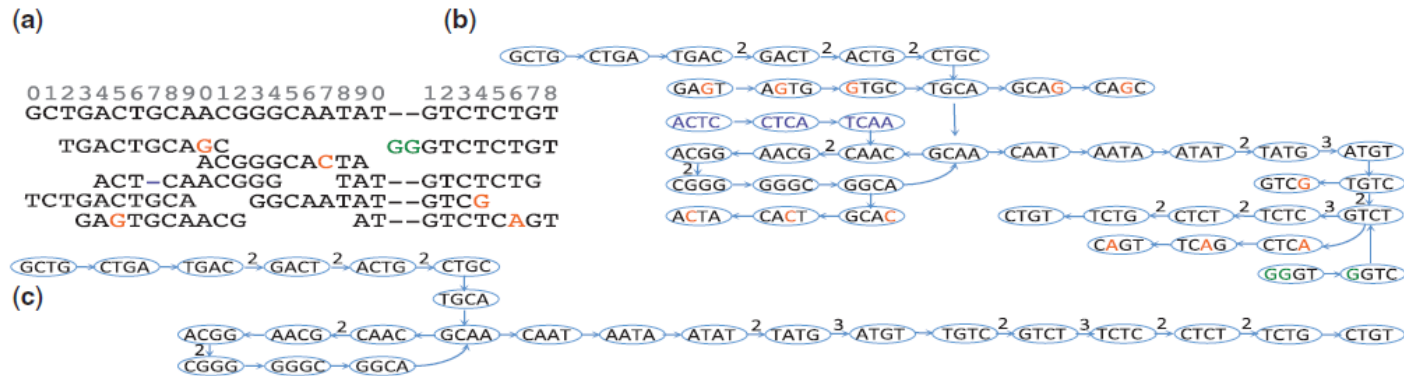 (a)
012345678901234567890 12345678
GCTGACTGCAACGGGCAATAT--GTCTCTGT
TGACTGCAGC GGGTCTCTGT
ACGGGCACTA
ACT-CAACGGG TAT--GTCTCTG
TCTGACTGCA GGCAATAT--GTCG
GAGTGCAACG AT--GTCTCAGT
(b)
GCTG CTGA TGAC 2 GACT 2 ACTG 2 CTGC
GAGT AGTG GTGC TGCA GCAG CAGC
ACTC CTCA TCAA
ACGG AACG 2 CAAC GCAA CAAT AATA ATAT 2 TATG 3 ATGT
2
CGGG GGGC GGCA GTCG TGTC
2
ACTA CACT GCAC CTGT TCTG 2 CTCT 2 TCTC 3 GTCT
CAGT TCAG CTCA
GGGT GGTC
(c)
GCTG CTGA TGAC 2 GACT 2 ACTG 2 CTGC
TGCA
ACGG AACG 2 CAAC GCAA CAAT AATA ATAT 2 TATG 3 ATGT TGTC 2 GTCT 3 TCTC 2 CTCT 2 TCTG CTGT
2
CGGG GGGC GGCA